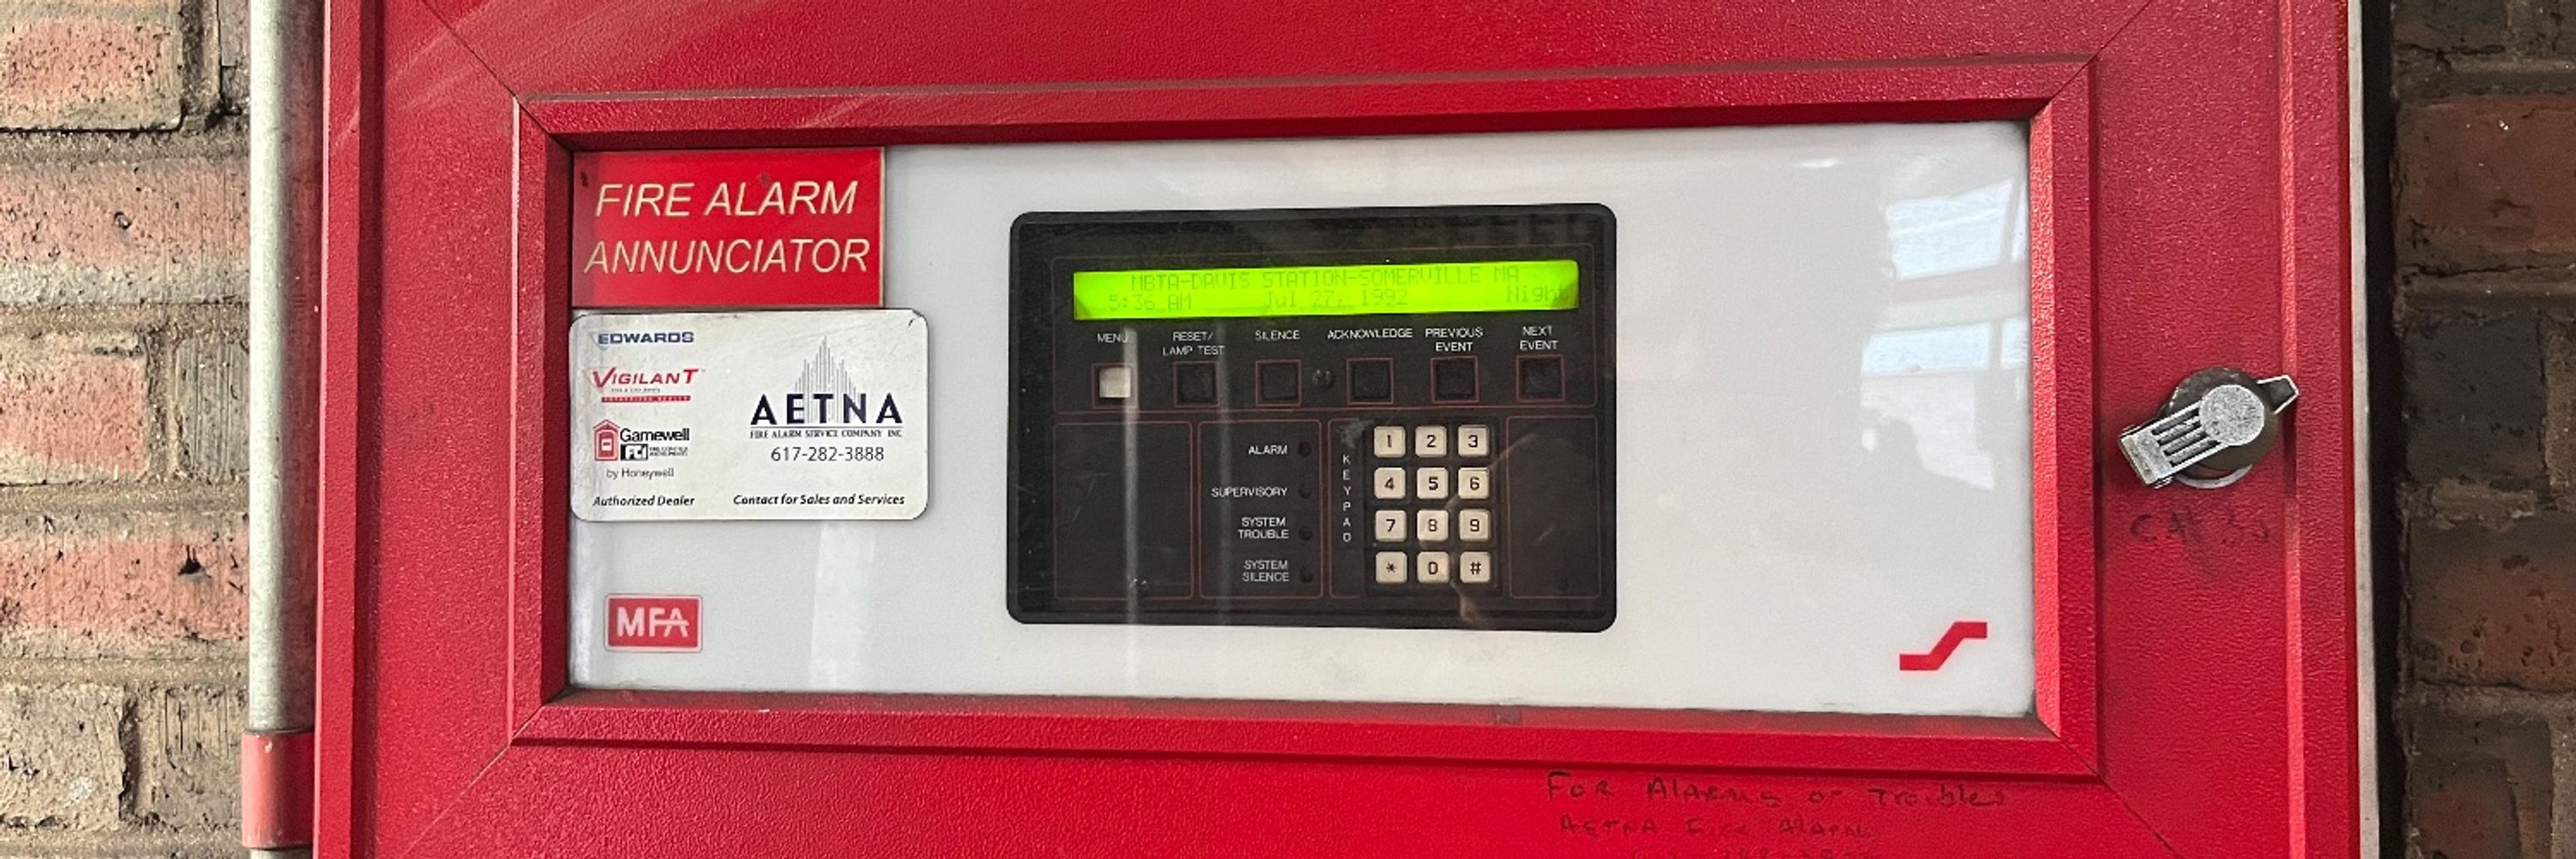 FIRE ALARM
ANNUNCIATOR
EDWARDS
VIGILANT
Gamewell
FCI
by Honeywell
Authorized Dealer
AETNA
FIRE ALARM SERVICE COMPANY INC
617-282-3888
Contact for Sales and Services
MFA
MBTA-DAVIS STATION-SOMERVILLE MA
5:36 AM Jul 27, 1992 Night
MENU RESET/ LAMP TEST SILENCE ACKNOWLEDGE PREVIOUS EVENT NEXT EVENT
ALARM
SUPERVISORY
SYSTEM
TROUBLE
SYSTEM
SILENCE
KEYPAD
1 2 3
4 5 6
7 8 9
* 0 #
For Alarms or Troubles
AETNA Fire Alarm